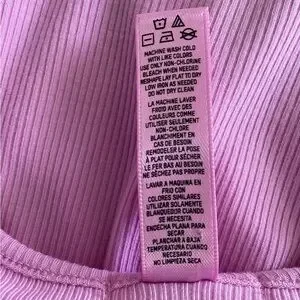 MACHINE WASH COLD
WITH LIKE COLORS
USE ONLY NON-CHLORINE
BLEACH WHEN NEEDED
RESHAPE LAY FLAT TO DRY
LOW IRON AS NEEDED
DO NOT DRY CLEAN
LA MACHINE LAVER
FROID AVEC DES
COULEURS COMME
UTILISER SEULEMENT
NON-CHLORE
BLANCHIMENT EN
CAS DE BESOIN
REMODELER LA POSE
À PLAT POUR SÉCHER
LE FER BAS AU BESOIN
NE SÉCHEZ PAS PROPRE
LAVAR A MAQUINA EN
FRIO CON
COLORES SIMILARES
UTILIZAR SOLAMENTE
BLANQUEDOR CUANDO
SE NECESITA
ENDECHA PLANA PARA
SECAR
PLANCHAR A BAJA
TEMPERATURA CUANDO
NECESARIO
NO LIMPIEZA SECA